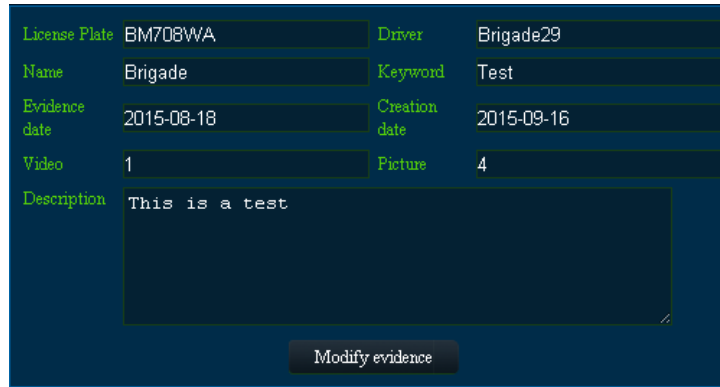 License Plate BM708WA Driver Brigade29
Name Brigade Keyword Test
Evidence date 2015-08-18 Creation date 2015-09-16
Video 1 Picture 4
Description This is a test
Modify evidence